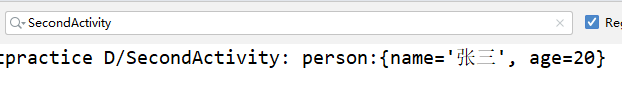 SecondActivity
Reg
tpractice D/SecondActivity: person:{name='张三', age=20}